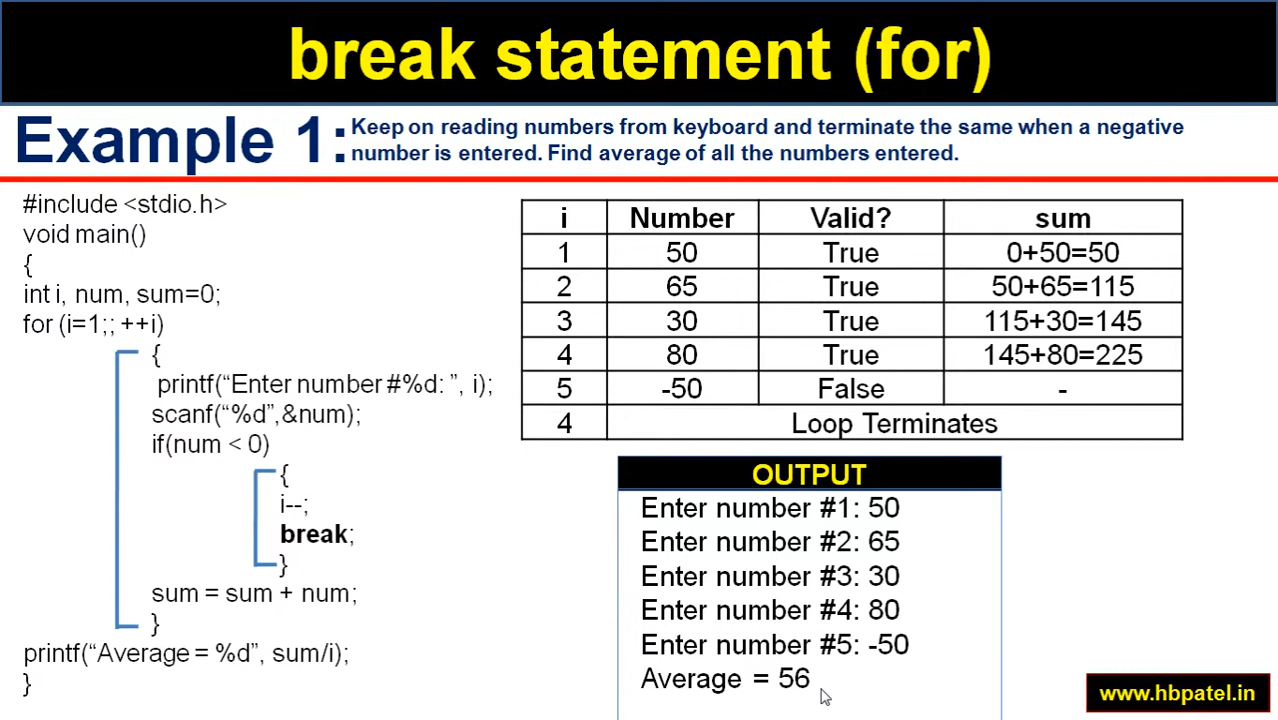 break statement (for)
Example 1:
Keep on reading numbers from keyboard and terminate the same when a negative
number is entered. Find average of all the numbers entered.
#include <stdio.h>
void main()
{
int i, num, sum=0;
for (i=1;; ++i)
{
printf(“Enter number #%d: ”, i);
scanf(“%d”,&num);
if(num < 0)
{
i--;
break;
}
sum = sum + num;
}
printf(“Average = %d”, sum/i);
}
i Number Valid? sum
1 50 True 0+50=50
2 65 True 50+65=115
3 30 True 115+30=145
4 80 True 145+80=225
5 -50 False -
4 Loop Terminates
OUTPUT
Enter number #1: 50
Enter number #2: 65
Enter number #3: 30
Enter number #4: 80
Enter number #5: -50
Average = 56
www.hbpatel.in